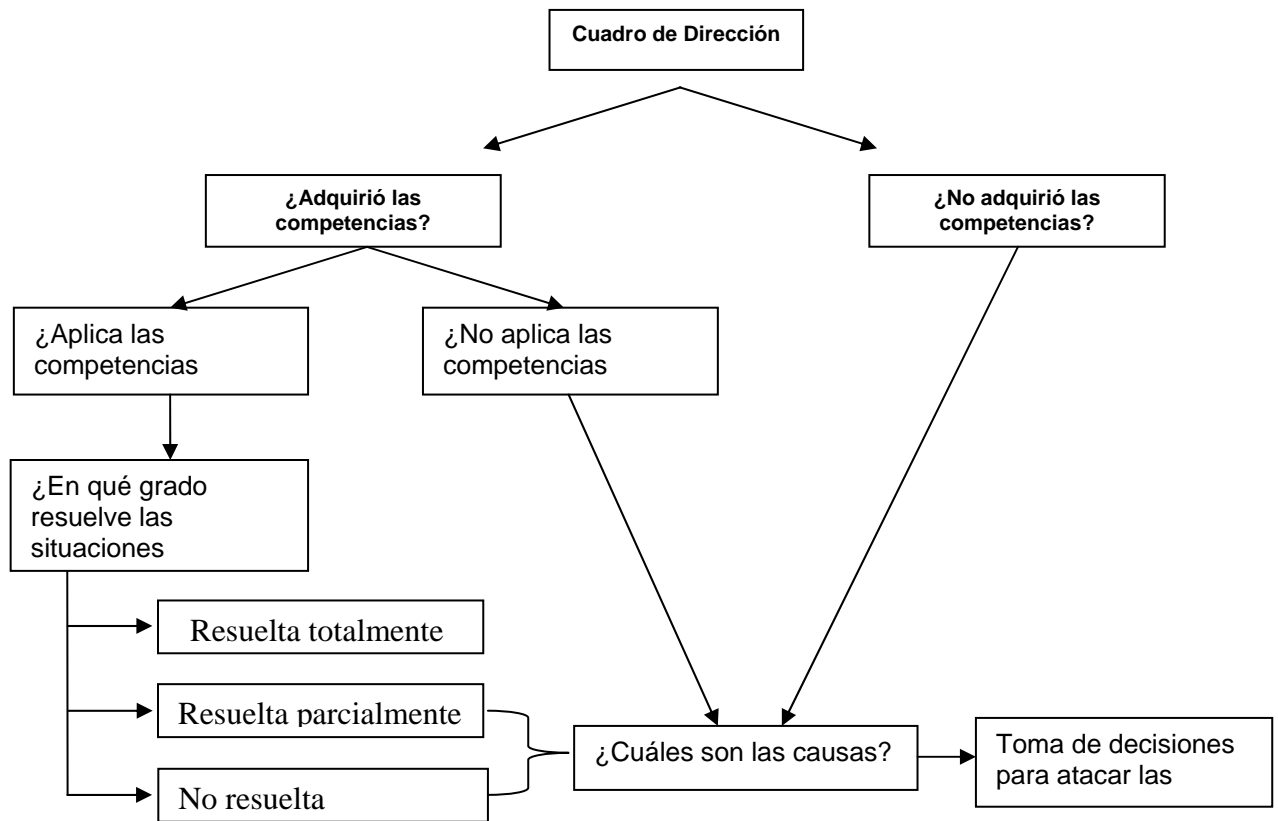 Cuadro de Dirección
¿Adquirió las
competencias?
¿No adquirió las
competencias?
¿Aplica las
competencias
¿No aplica las
competencias
¿En qué grado
resuelve las
situaciones
Resuelta totalmente
Resuelta parcialmente
No resuelta
¿Cuáles son las causas?
Toma de decisiones
para atacar las